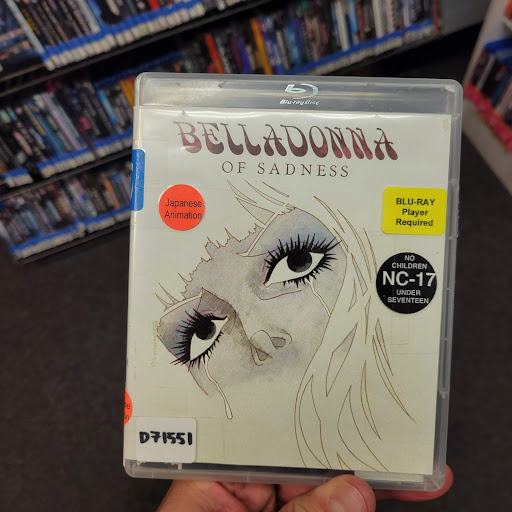 Blu-ray Disc
BELLADONNA
OF SADNESS
Japanese
Animation
BLU-RAY
Player
Required
NO
CHILDREN
NC-17
UNDER
SEVENTEEN
D71551